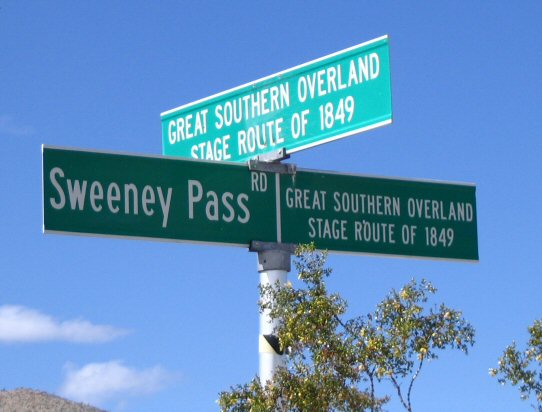 GREAT SOUTHERN OVERLAND
STAGE ROUTE OF 1849
Sweeney Pass RD
GREAT SOUTHERN OVERLAND
STAGE ROUTE OF 1849